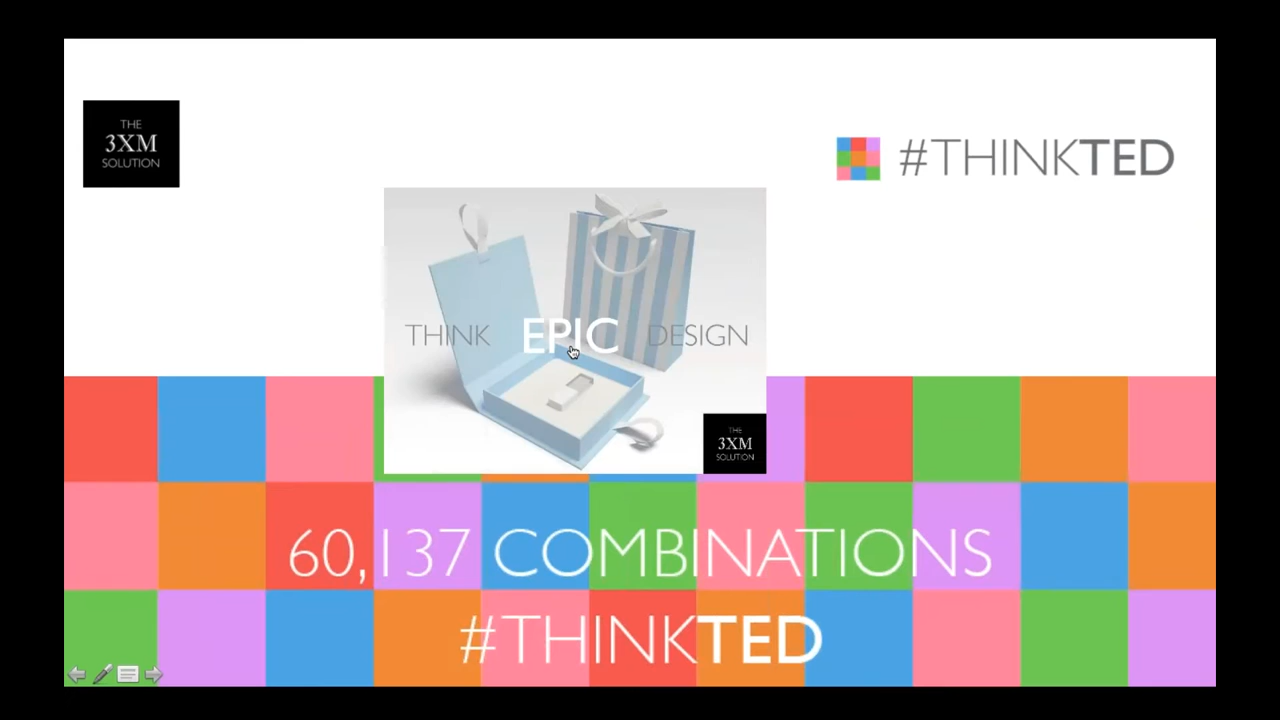 THE
3XM
SOLUTION
#THINKTED
THINK EPIC DESIGN
THE
3XM
SOLUTION
60,137 COMBINATIONS
#THINKTED